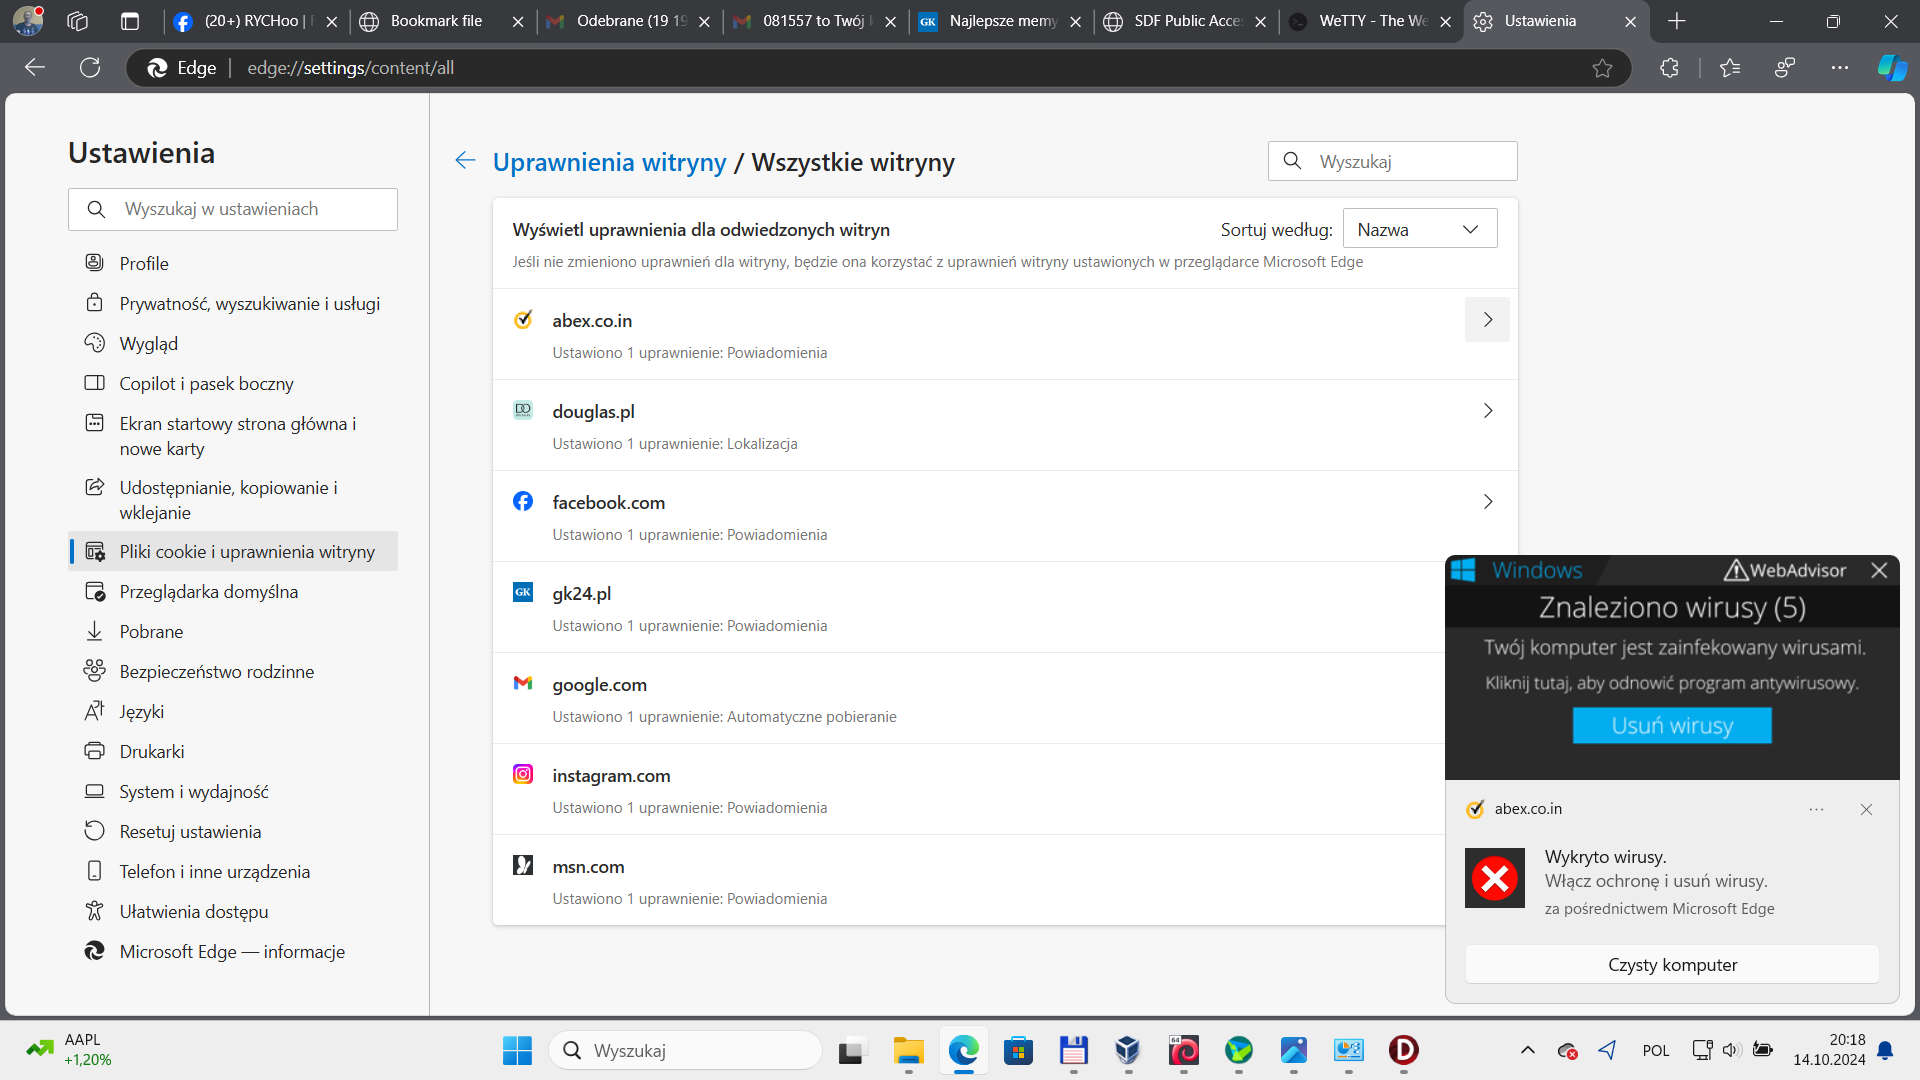 (20+) RYCHoo | F
Bookmark file
Odebrane (19 19
081557 to Twój k
Najlepsze memy
SDF Public Acces
WeTTY - The We
Ustawienia
Edge
edge://settings/content/all
Ustawienia
Wyszukaj w ustawieniach
Profile
Prywatność, wyszukiwanie i usługi
Wygląd
Copilot i pasek boczny
Ekran startowy strona główna i
nowe karty
Udostępnianie, kopiowanie i
wklejanie
Pliki cookie i uprawnienia witryny
Przeglądarka domyślna
Pobrane
Bezpieczeństwo rodzinne
Języki
Drukarki
System i wydajność
Resetuj ustawienia
Telefon i inne urządzenia
Ułatwienia dostępu
Microsoft Edge — informacje
Uprawnienia witryny / Wszystkie witryny
Wyszukaj
Wyświetl uprawnienia dla odwiedzonych witryn
Sortuj według:
Nazwa
Jeśli nie zmieniono uprawnień dla witryny, będzie ona korzystać z uprawnień witryny ustawionych w przeglądarce Microsoft Edge
abex.co.in
Ustawiono 1 uprawnienie: Powiadomienia
DO
douglas.pl
Ustawiono 1 uprawnienie: Lokalizacja
facebook.com
Ustawiono 1 uprawnienie: Powiadomienia
GK
gk24.pl
Ustawiono 1 uprawnienie: Powiadomienia
google.com
Ustawiono 1 uprawnienie: Automatyczne pobieranie
instagram.com
Ustawiono 1 uprawnienie: Powiadomienia
msn.com
Ustawiono 1 uprawnienie: Powiadomienia
Windows
WebAdvisor
Znaleziono wirusy (5)
Twój komputer jest zainfekowany wirusami.
Kliknij tutaj, aby odnowić program antywirusowy.
Usuń wirusy
abex.co.in
Wykryto wirusy.
Włącz ochronę i usuń wirusy.
za pośrednictwem Microsoft Edge
Czysty komputer
AAPL
+1,20%
Wyszukaj
64
D
POL
20:18
14.10.2024